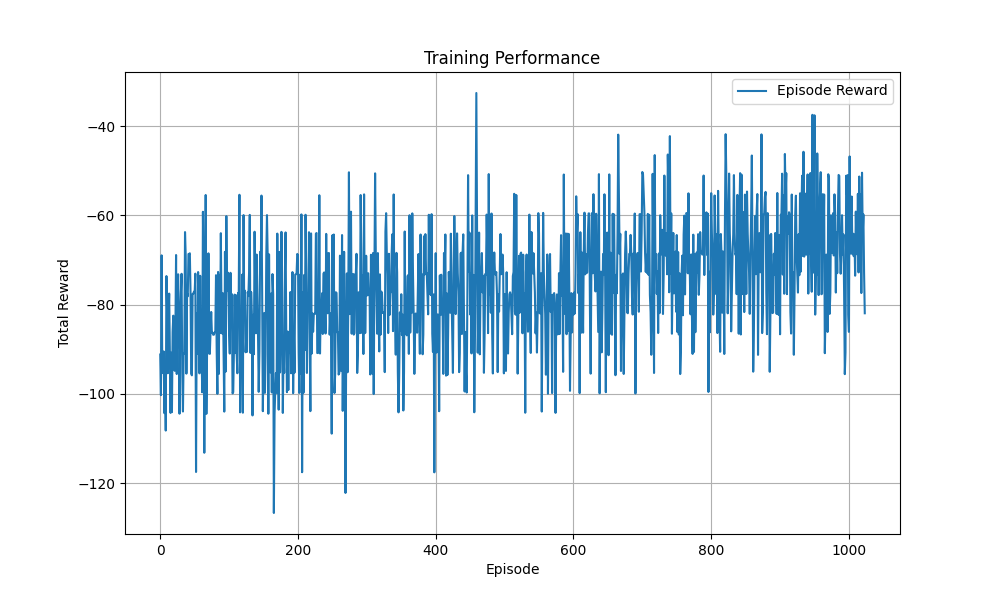 Training Performance
Episode Reward
−40
−60
−80
−100
−120
Total Reward
0 200 400 600 800 1000
Episode